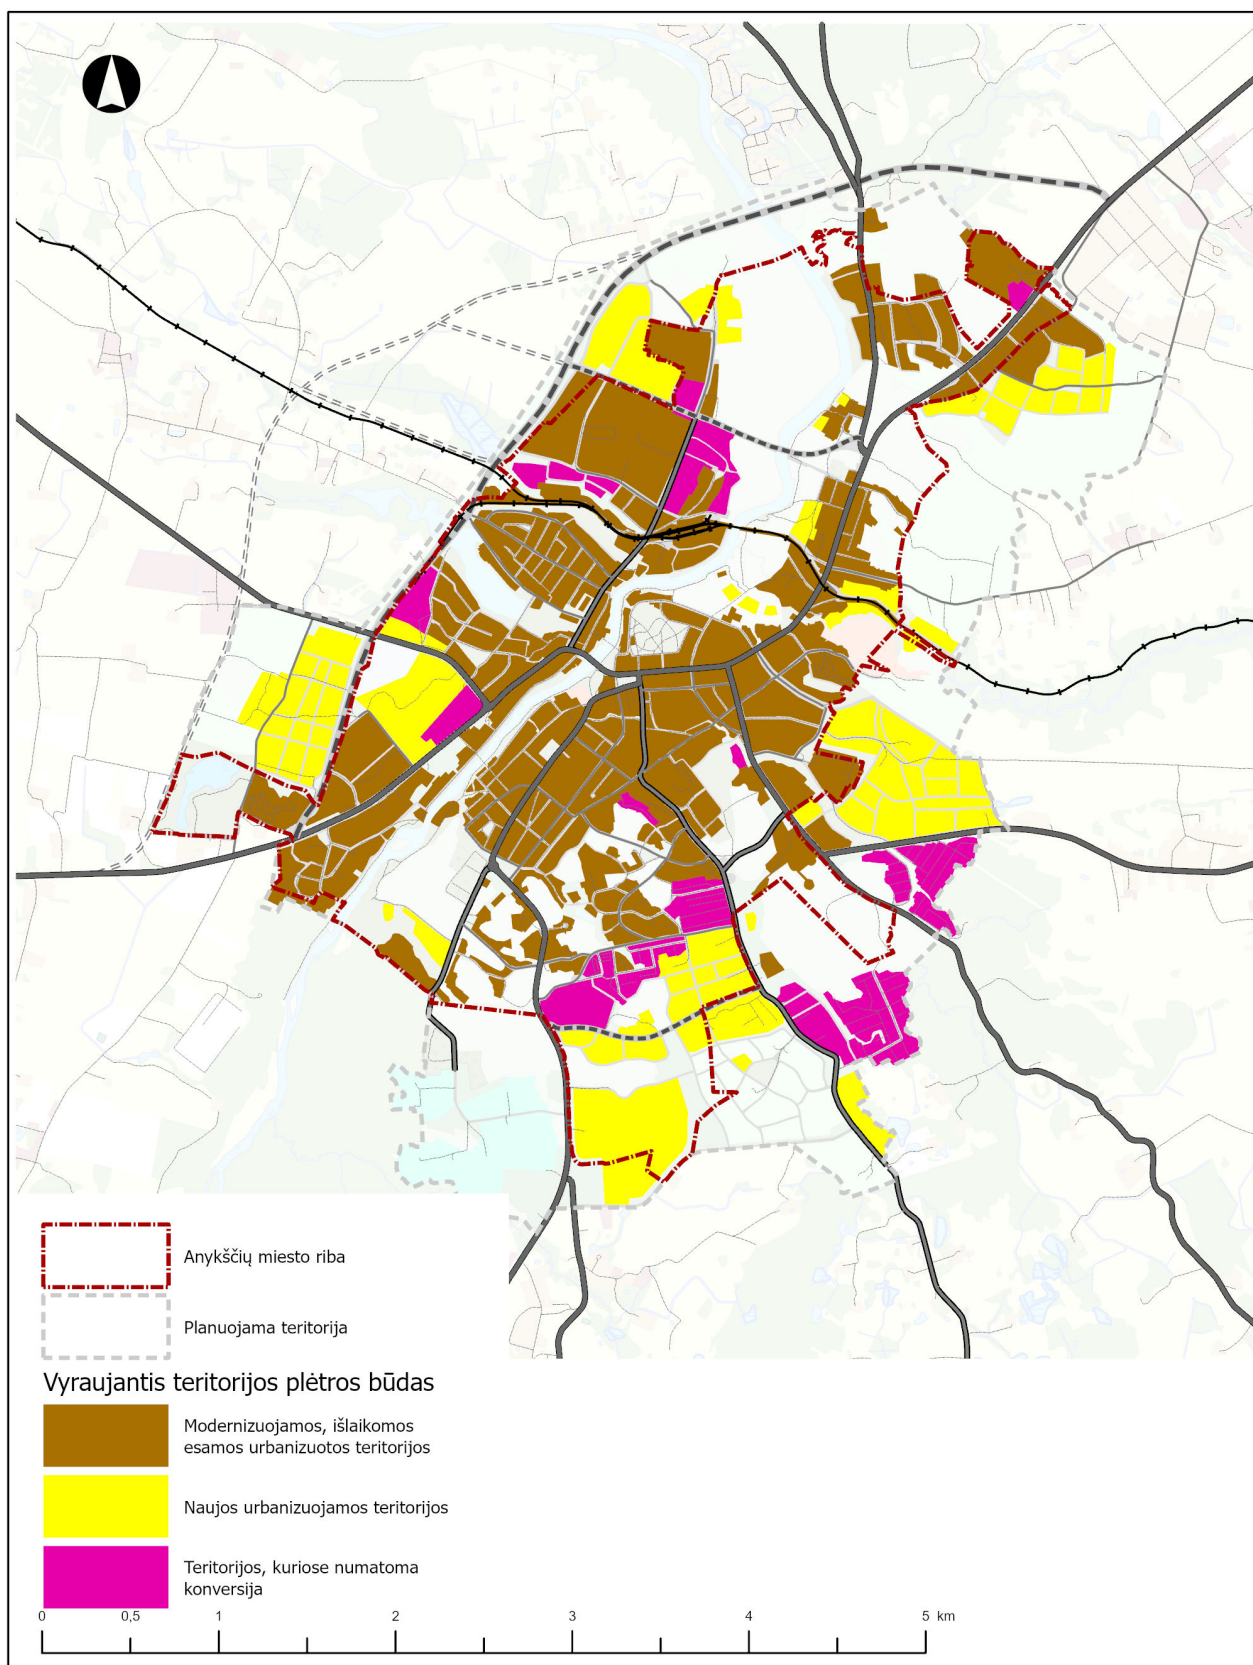 Anykščių miesto riba
Planuojama teritorija
Vyraujantis teritorijos plėtros būdas
Modernizuojamos, išlaikomos
esamos urbanizuotos teritorijos
Naujos urbanizuojamos teritorijos
Teritorijos, kuriose numatoma
konversija
0 0,5 1 2 3 4 5 km